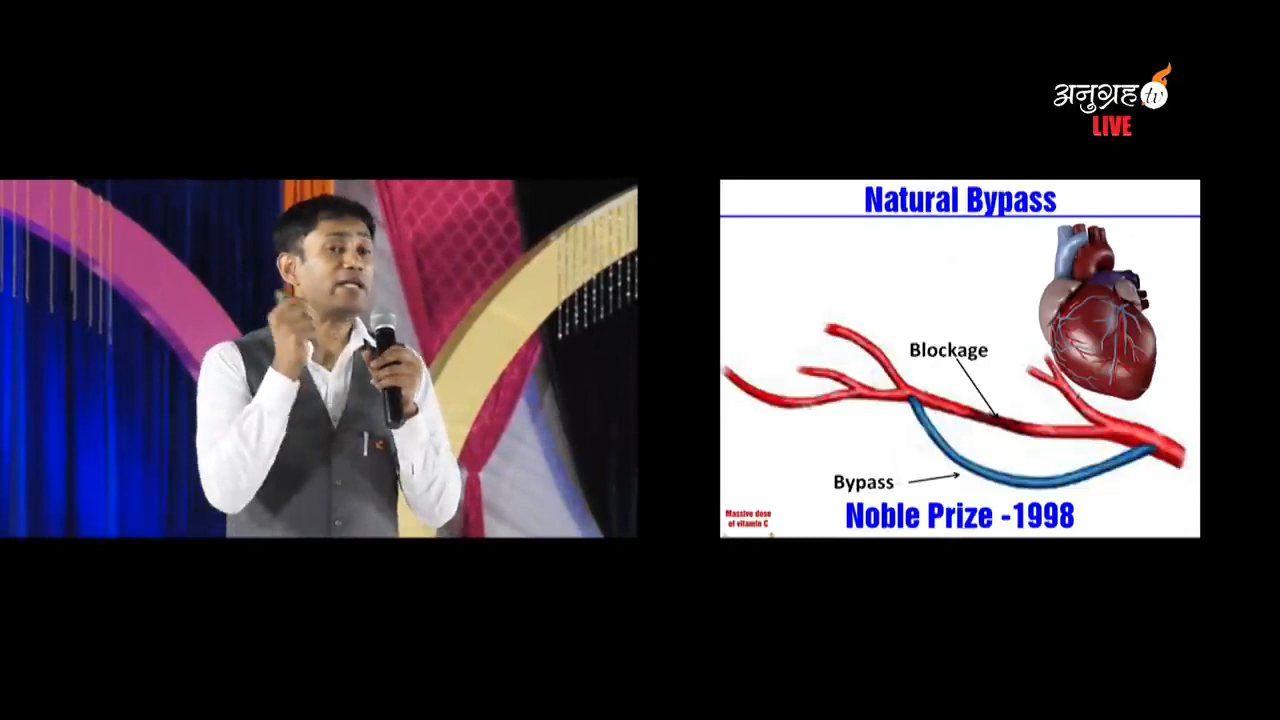 अनुग्रह tv
LIVE
Natural Bypass
Blockage
Bypass
Massive dose
of vitamin C
Noble Prize -1998